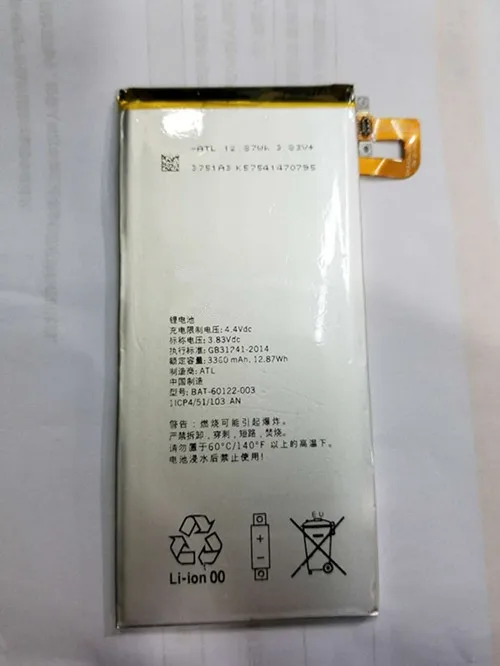 -ATL 12.87Wh 3.83V+
3751A3 K57541470795
锂电池
充电限制电压: 4.4Vdc
标称电压: 3.83Vdc
执行标准: GB31741-2014
额定容量: 3360 mAh, 12.87Wh
制造商: ATL
中国制造
型号: BAT-60122-003
1ICP4/51/103 AN
警告: 燃烧可能引起爆炸。
严禁拆卸, 穿刺, 短路, 焚烧。
请勿置于60°C/140°F 以上的高温下。
电池浸水后禁止使用!
EU
+
-
Li-ion 00